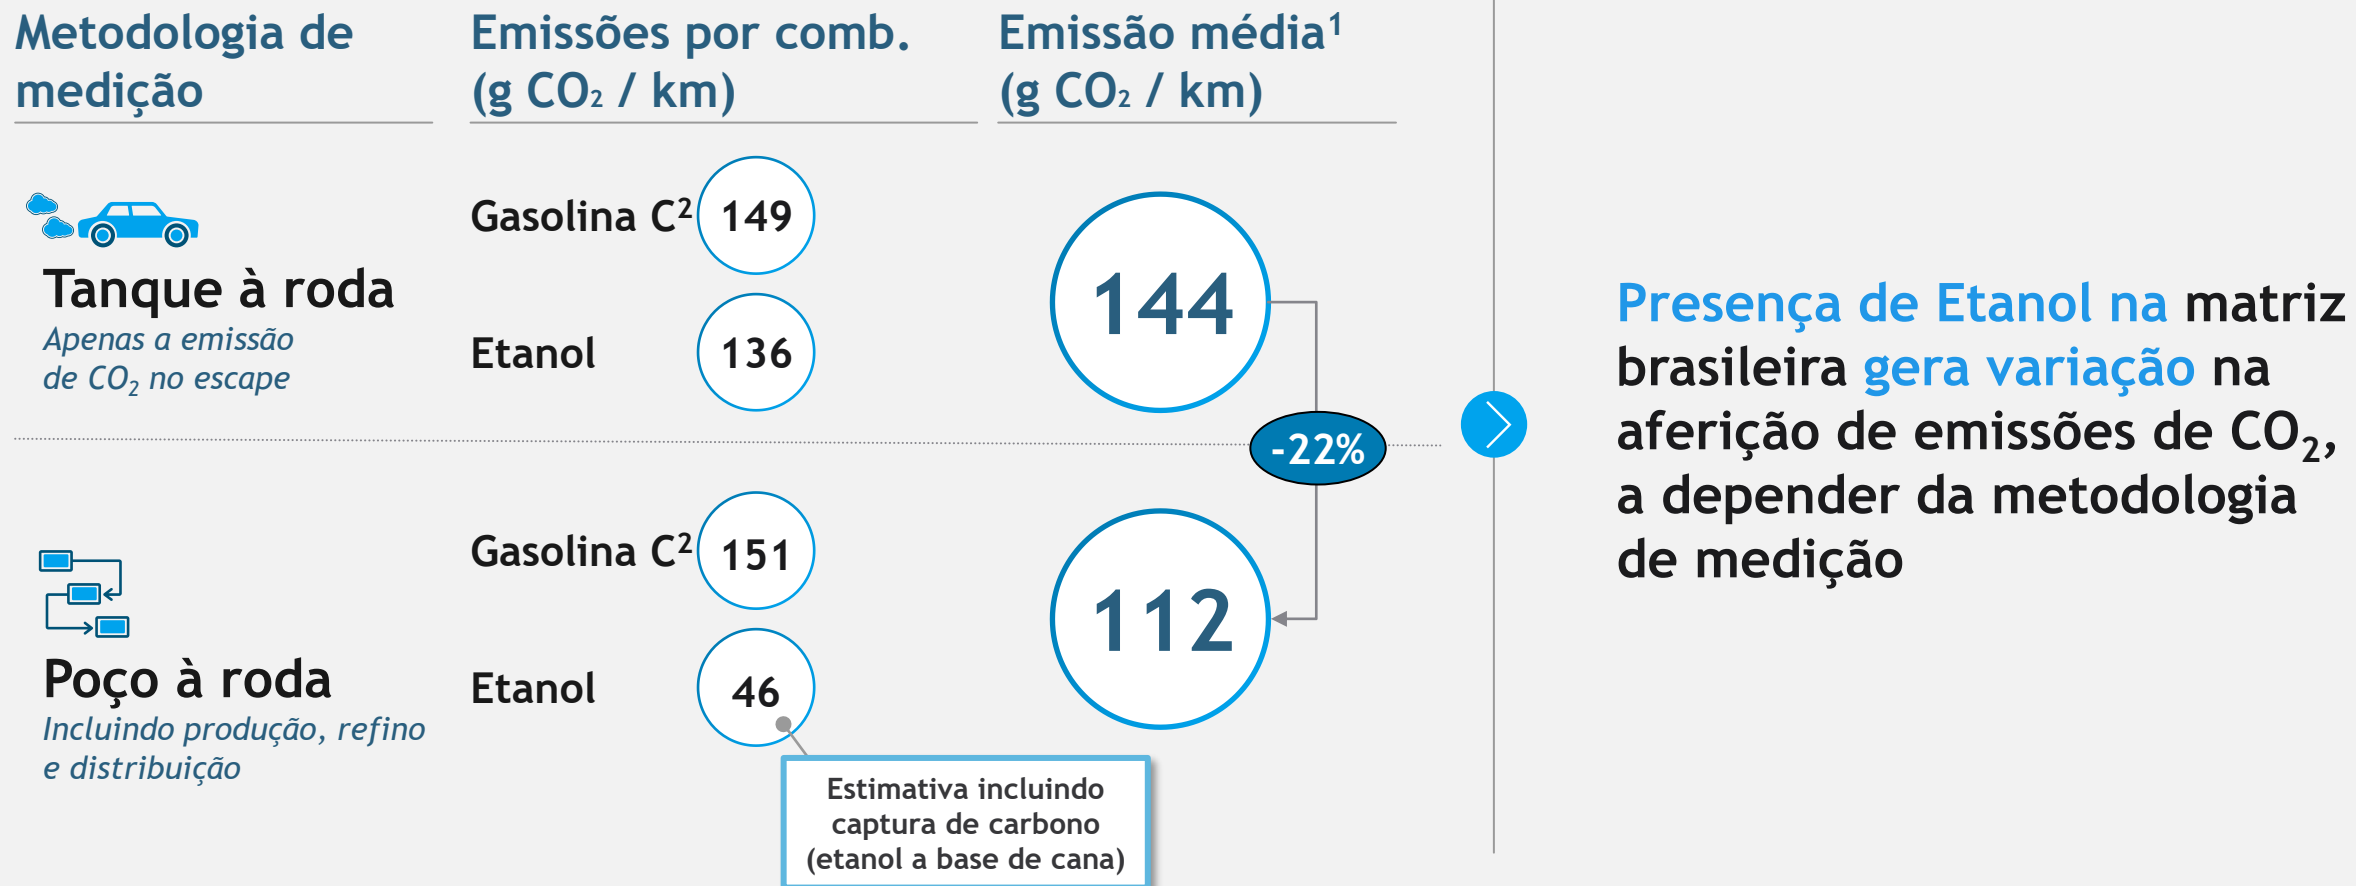 Metodologia de
medição
Emissões por comb.
(g CO₂ / km)
Emissão média¹
(g CO₂ / km)
Tanque à roda
Apenas a emissão
de CO₂ no escape
Gasolina C² 149
Etanol 136
144
-22%
Poço à roda
Incluindo produção, refino
e distribuição
Gasolina C² 151
Etanol 46
112
Estimativa incluindo
captura de carbono
(etanol a base de cana)
Presença de Etanol na matriz
brasileira gera variação na
aferição de emissões de CO₂,
a depender da metodologia
de medição